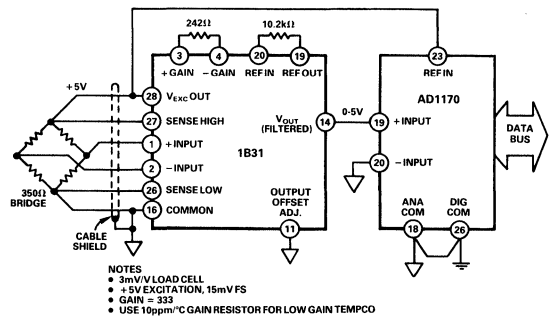 242Ω
10.2kΩ
3
4
20
19
+GAIN
−GAIN
REF IN
REF OUT
23
REF IN
+5V
28
VEXC OUT
27
SENSE HIGH
1
+INPUT
2
−INPUT
26
SENSE LOW
16
COMMON
VOUT
(FILTERED)
14
1B31
0-5V
AD1170
19
+INPUT
20
−INPUT
DATA
BUS
350Ω
BRIDGE
CABLE
SHIELD
OUTPUT
OFFSET
ADJ.
11
ANA
COM
DIG
COM
18
26
NOTES
● 3mV/V LOAD CELL
● +5V EXCITATION, 15mV FS
● GAIN = 333
● USE 10ppm/°C GAIN RESISTOR FOR LOW GAIN TEMPCO